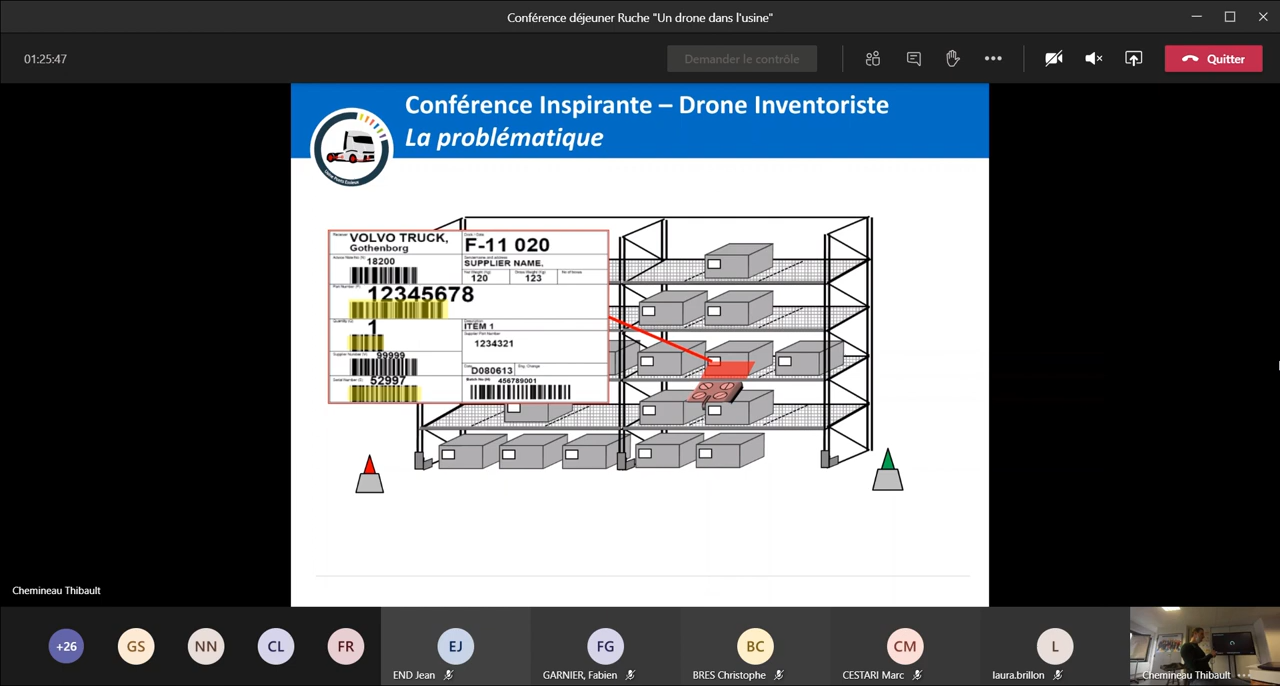 Conférence déjeuner Ruche "Un drone dans l'usine"
01:25:47
Demander le contrôle
Quitter
Conférence Inspirante – Drone Inventoriste
La problématique
Receiver
VOLVO TRUCK,
Gothenborg
F-11 020
18200
SUPPLIER NAME.
120
123
12345678
1
ITEM 1
1234321
99999
D080613
52997
456789001
Chemineau Thibault
+26
GS
NN
CL
FR
EJ
END Jean
FG
GARNIER, Fabien
BC
BRES Christophe
CM
CESTARI Marc
L
laura.brillon
Chemineau Thibault